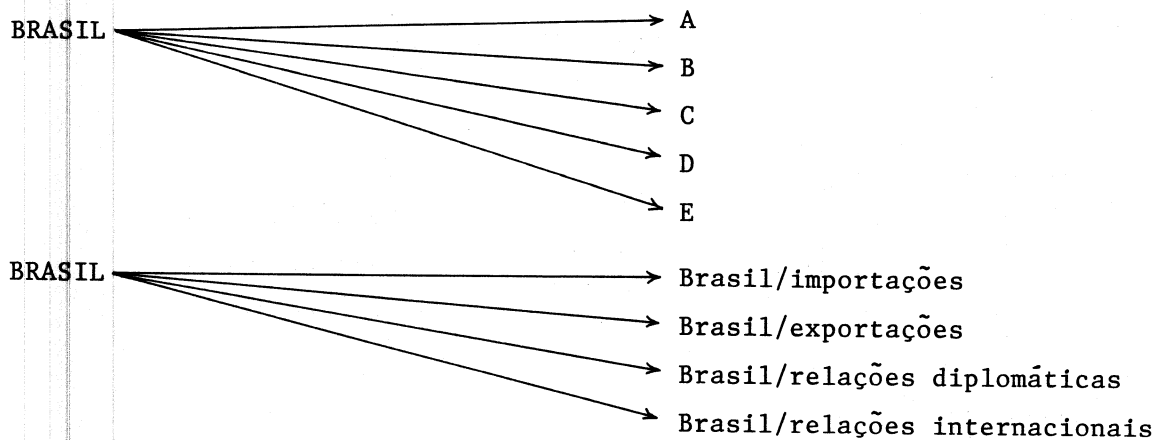 BRASIL
A
B
C
D
E
BRASIL
Brasil/importações
Brasil/exportações
Brasil/relações diplomáticas
Brasil/relações internacionais